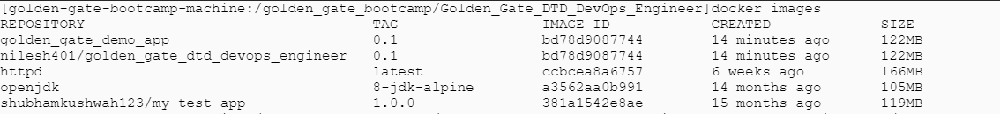 [golden-gate-bootcamp-machine:/golden_gate_bootcamp/Golden_Gate_DTD_DevOps_Engineer]docker images
REPOSITORY TAG IMAGE ID CREATED SIZE
golden_gate_demo_app 0.1 bd78d9087744 14 minutes ago 122MB
nilesh401/golden_gate_dtd_devops_engineer 0.1 bd78d9087744 14 minutes ago 122MB
httpd latest ccbcea8a6757 6 weeks ago 166MB
openjdk 8-jdk-alpine a3562aa0b991 14 months ago 105MB
shubhamkushwah123/my-test-app 1.0.0 381a1542e8ae 15 months ago 119MB